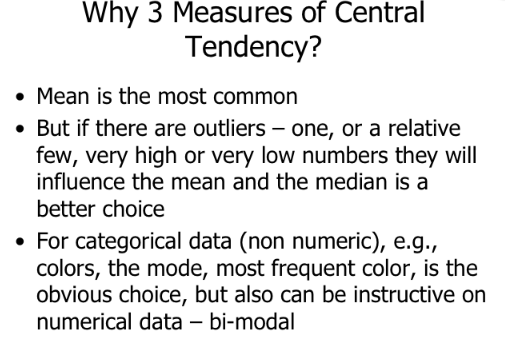 Why 3 Measures of Central
Tendency?
• Mean is the most common
• But if there are outliers – one, or a relative
few, very high or very low numbers they will
influence the mean and the median is a
better choice
• For categorical data (non numeric), e.g.,
colors, the mode, most frequent color, is the
obvious choice, but also can be instructive on
numerical data – bi-modal